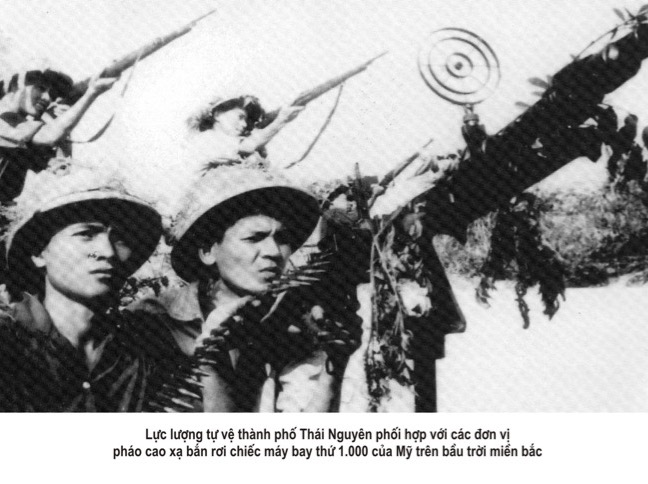 Lực lượng tự vệ thành phố Thái Nguyên phối hợp với các đơn vị
pháo cao xạ bắn rơi chiếc máy bay thứ 1.000 của Mỹ trên bầu trời miền bắc